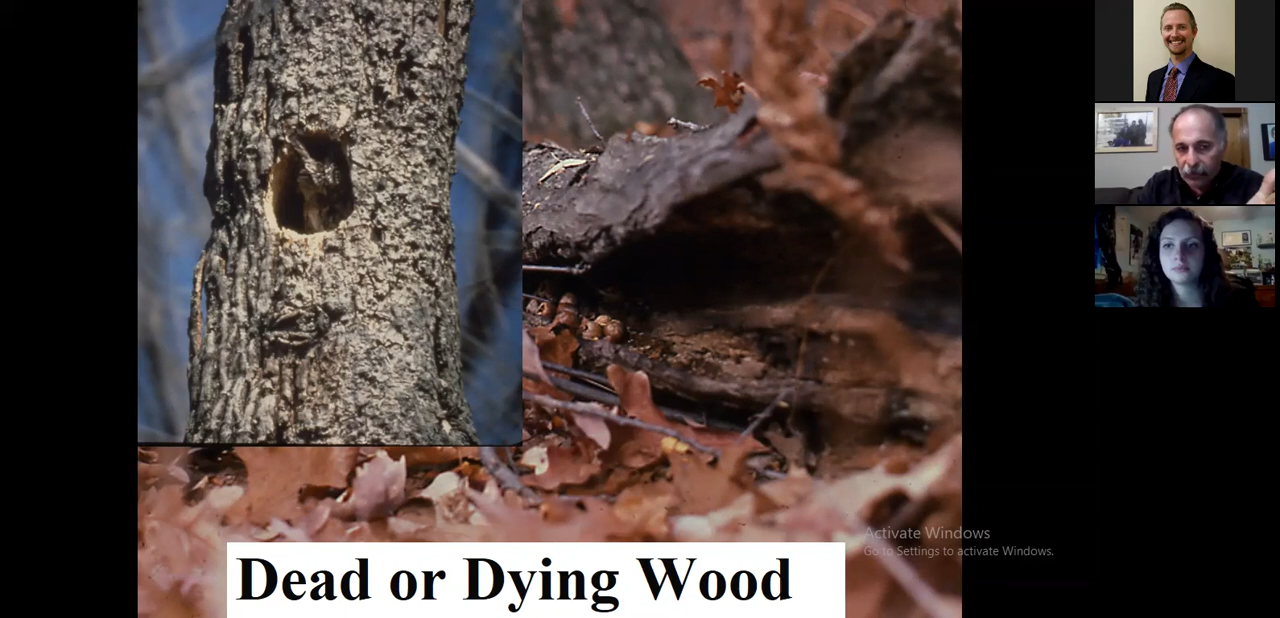 Activate Windows
Go to Settings to activate Windows.
Dead or Dying Wood